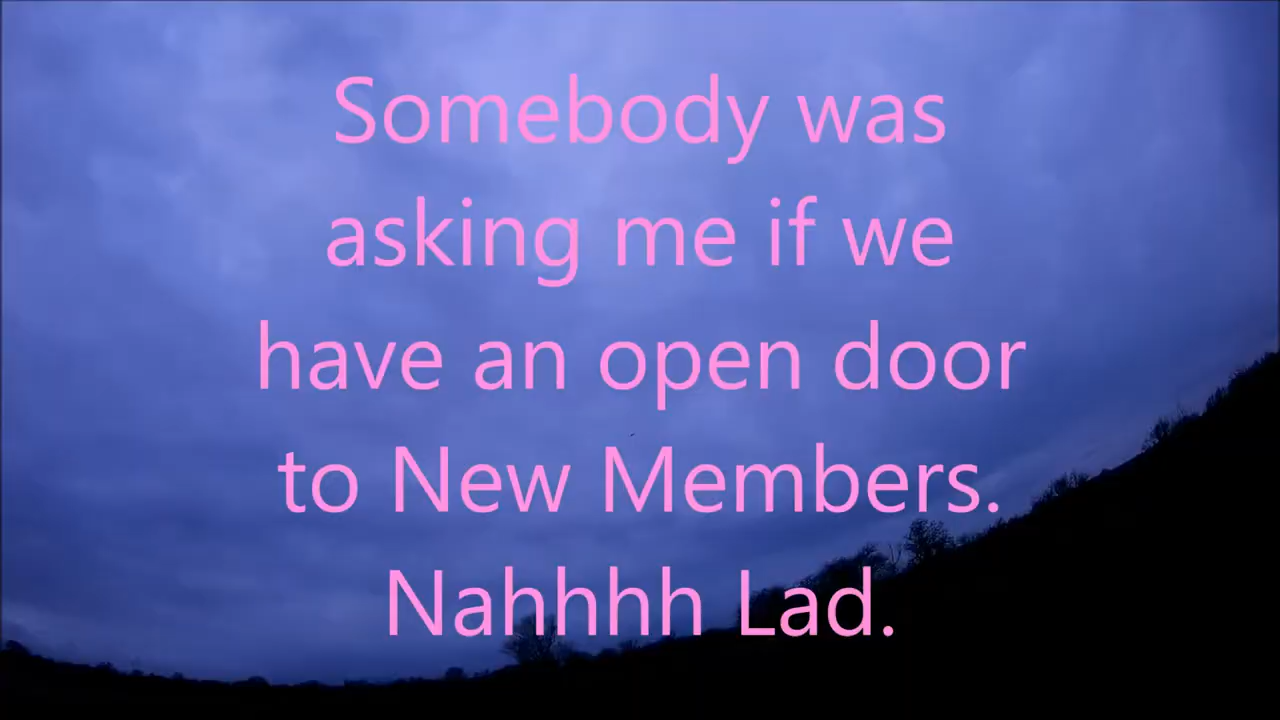 Somebody was
asking me if we
have an open door
to New Members.
Nahhhh Lad.